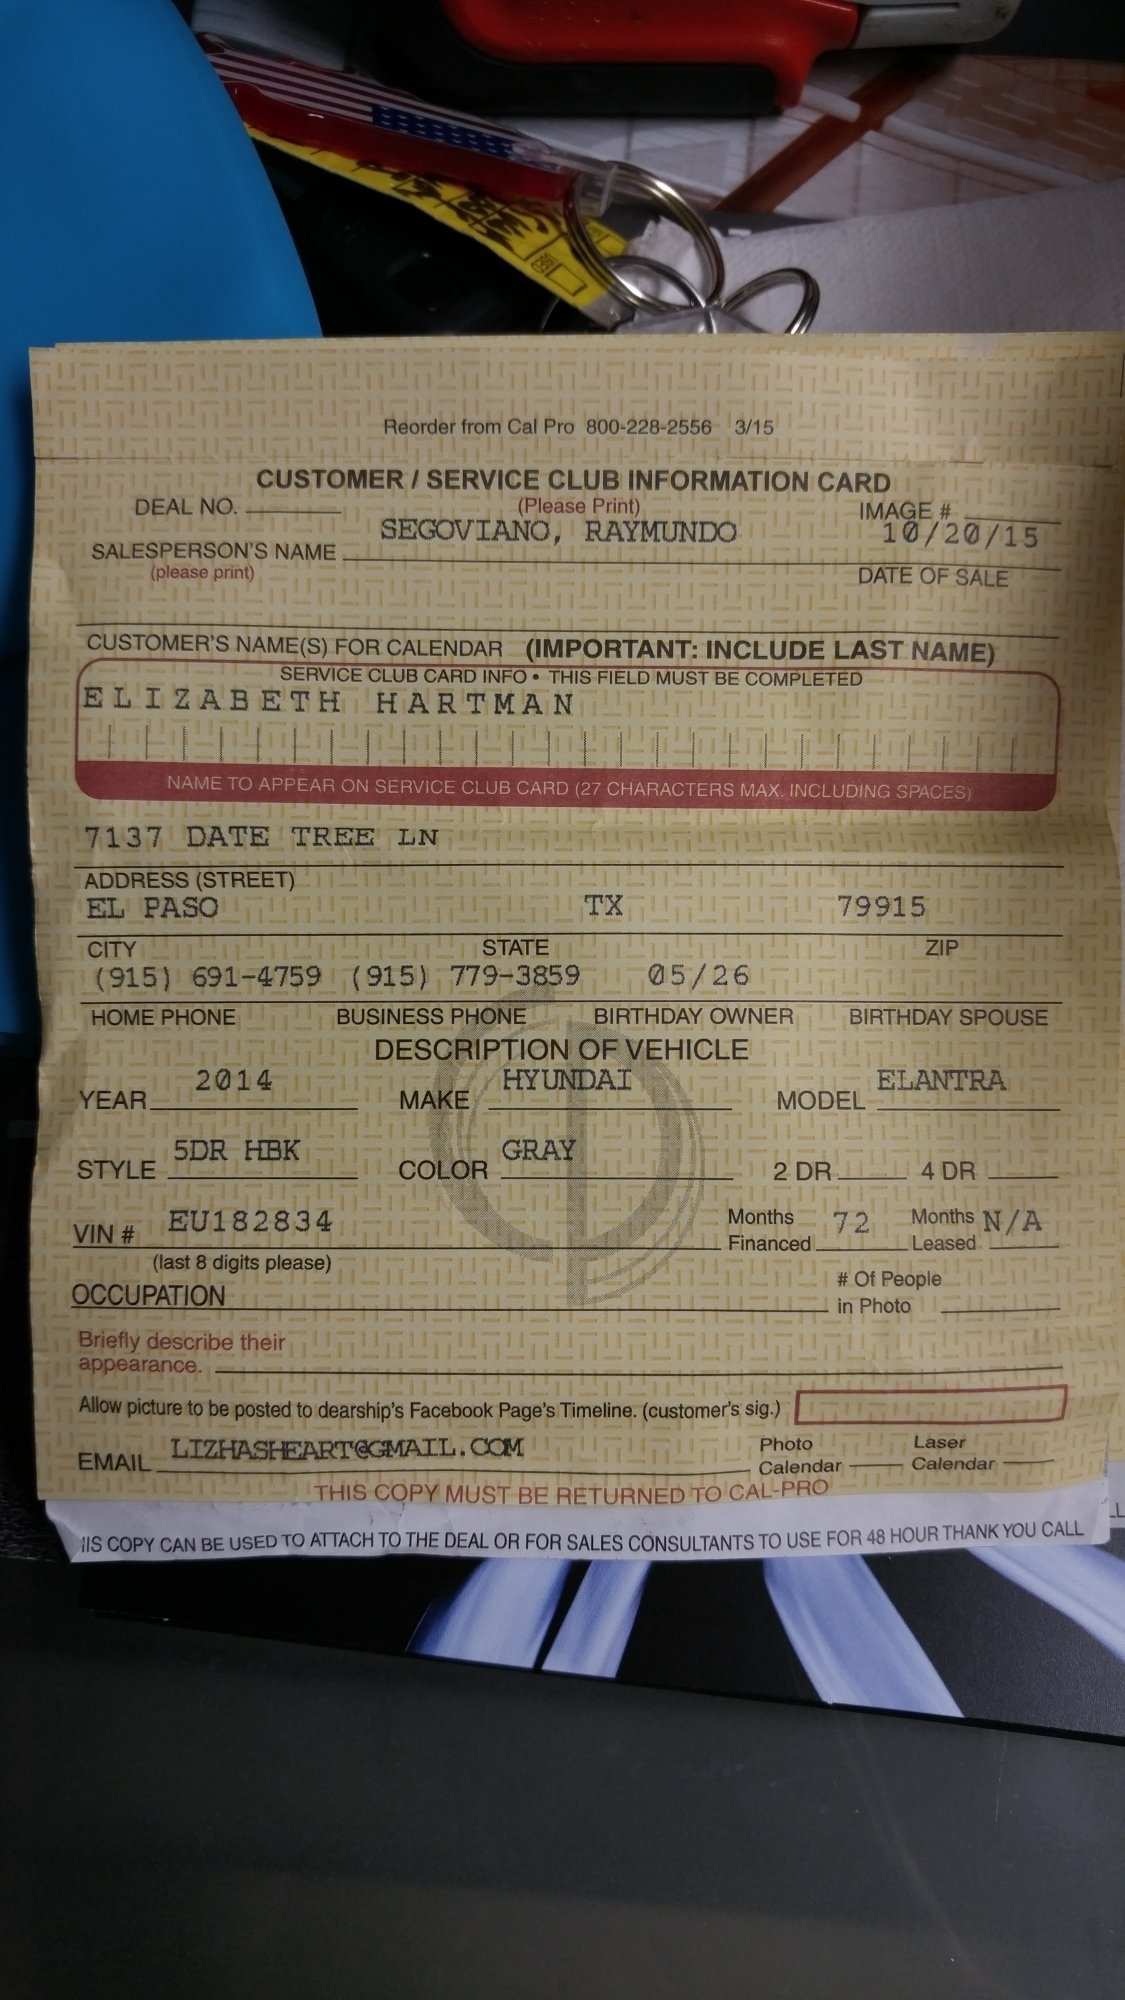 Reorder from Cal Pro 800-228-2556 3/15
CUSTOMER / SERVICE CLUB INFORMATION CARD
DEAL NO. (Please Print) IMAGE #
SEGOVIANO, RAYMUNDO 10/20/15
SALESPERSON'S NAME
(please print) DATE OF SALE
CUSTOMER'S NAME(S) FOR CALENDAR (IMPORTANT: INCLUDE LAST NAME)
SERVICE CLUB CARD INFO • THIS FIELD MUST BE COMPLETED
ELIZABETH HARTMAN
NAME TO APPEAR ON SERVICE CLUB CARD (27 CHARACTERS MAX. INCLUDING SPACES)
7137 DATE TREE LN
ADDRESS (STREET)
EL PASO TX 79915
CITY STATE ZIP
(915) 691-4759 (915) 779-3859 05/26
HOME PHONE BUSINESS PHONE BIRTHDAY OWNER BIRTHDAY SPOUSE
DESCRIPTION OF VEHICLE
YEAR 2014 MAKE HYUNDAI MODEL ELANTRA
STYLE 5DR HBK COLOR GRAY 2 DR 4 DR
VIN # EU182834 Months Financed 72 Months Leased N/A
(last 8 digits please)
OCCUPATION # Of People in Photo
Briefly describe their
appearance.
Allow picture to be posted to dearship's Facebook Page's Timeline. (customer's sig.)
EMAIL LIZHASHEART@GMAIL.COM Photo Calendar Laser Calendar
THIS COPY MUST BE RETURNED TO CAL-PRO
IIS COPY CAN BE USED TO ATTACH TO THE DEAL OR FOR SALES CONSULTANTS TO USE FOR 48 HOUR THANK YOU CALL